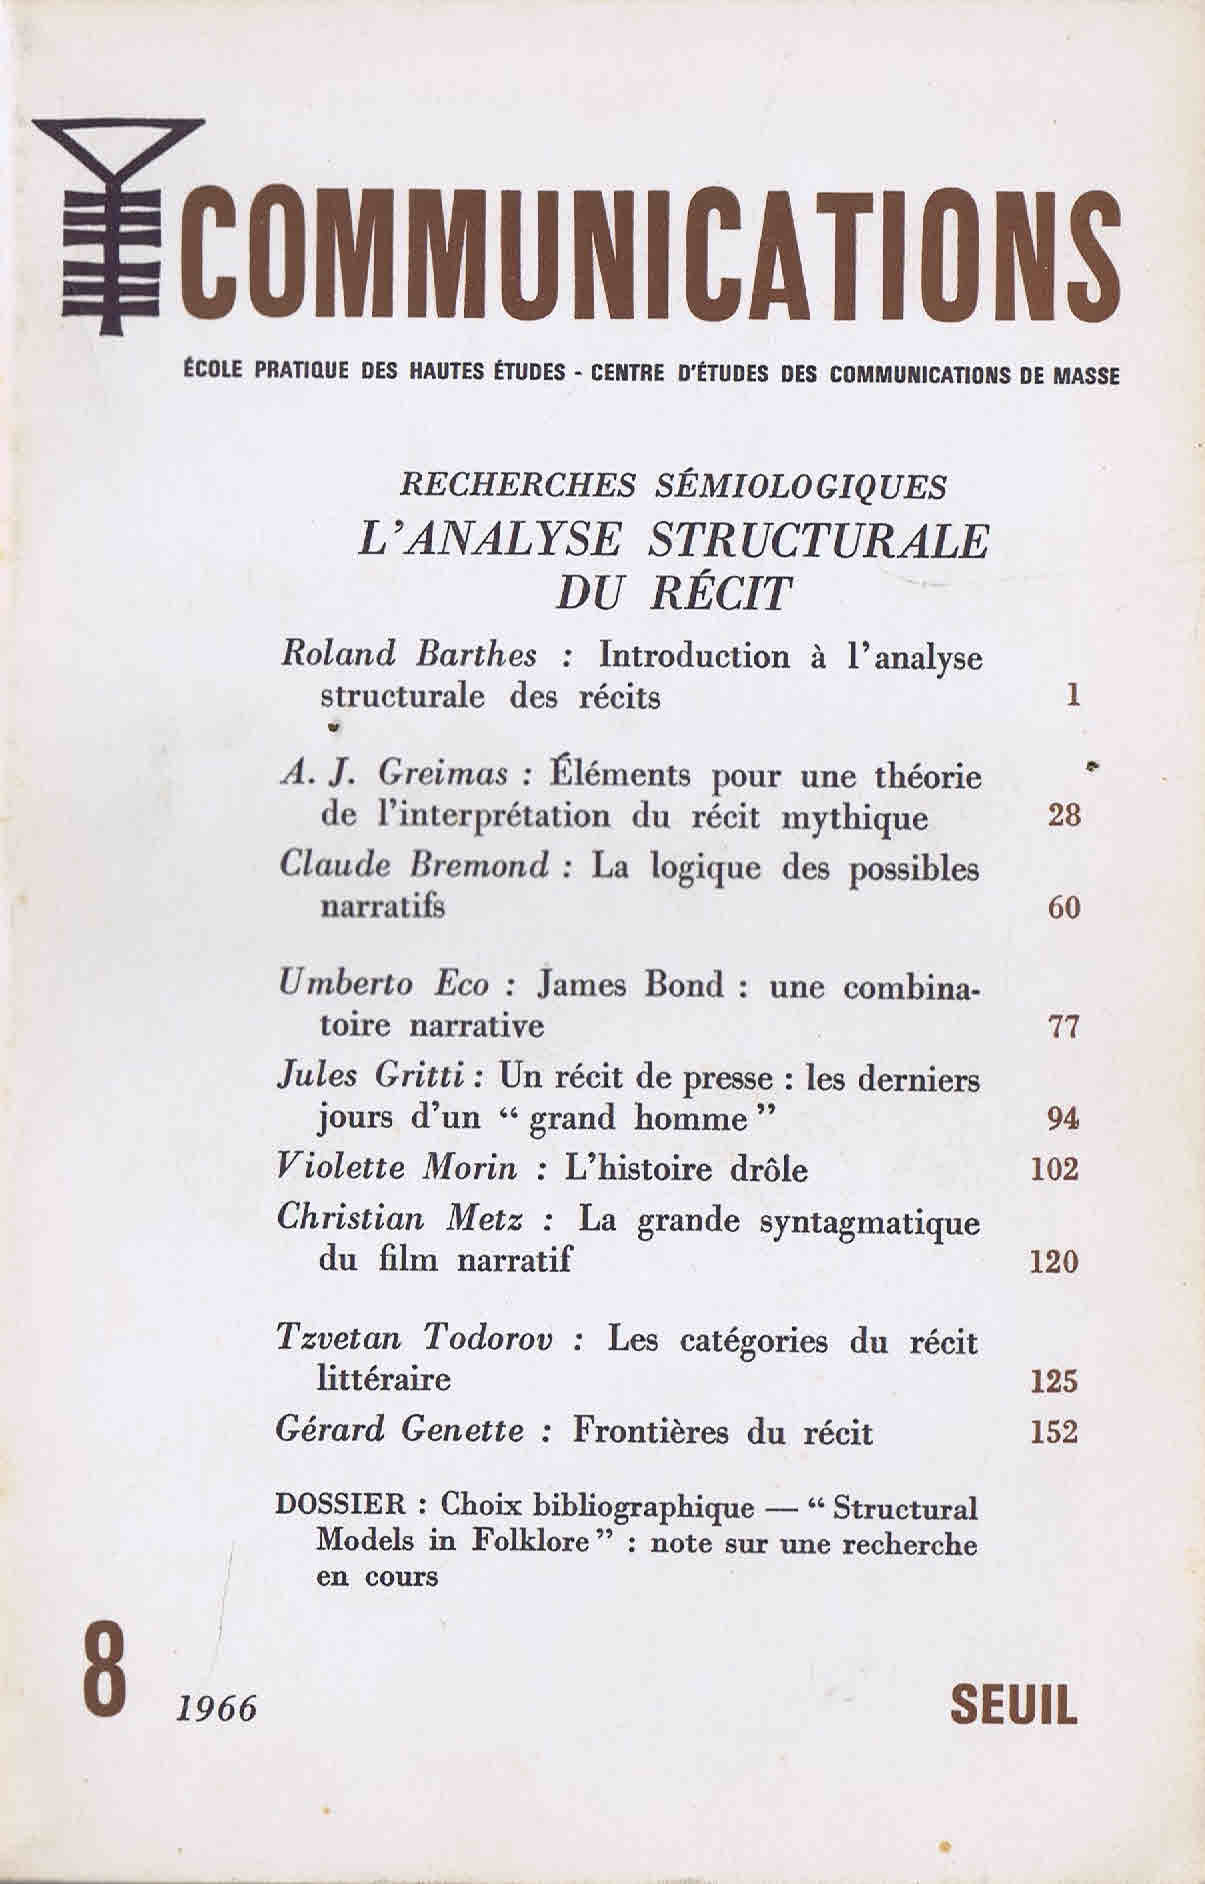 COMMUNICATIONS
ÉCOLE PRATIQUE DES HAUTES ÉTUDES - CENTRE D'ÉTUDES DES COMMUNICATIONS DE MASSE
RECHERCHES SÉMIOLOGIQUES
L'ANALYSE STRUCTURALE
DU RÉCIT
Roland Barthes : Introduction à l'analyse
structurale des récits 1
A. J. Greimas : Éléments pour une théorie
de l'interprétation du récit mythique 28
Claude Bremond : La logique des possibles
narratifs 60
Umberto Eco : James Bond : une combina-
toire narrative 77
Jules Gritti : Un récit de presse : les derniers
jours d'un “ grand homme ” 94
Violette Morin : L'histoire drôle 102
Christian Metz : La grande syntagmatique
du film narratif 120
Tzvetan Todorov : Les catégories du récit
littéraire 125
Gérard Genette : Frontières du récit 152
DOSSIER : Choix bibliographique — “ Structural
Models in Folklore ” : note sur une recherche
en cours
8 1966 SEUIL